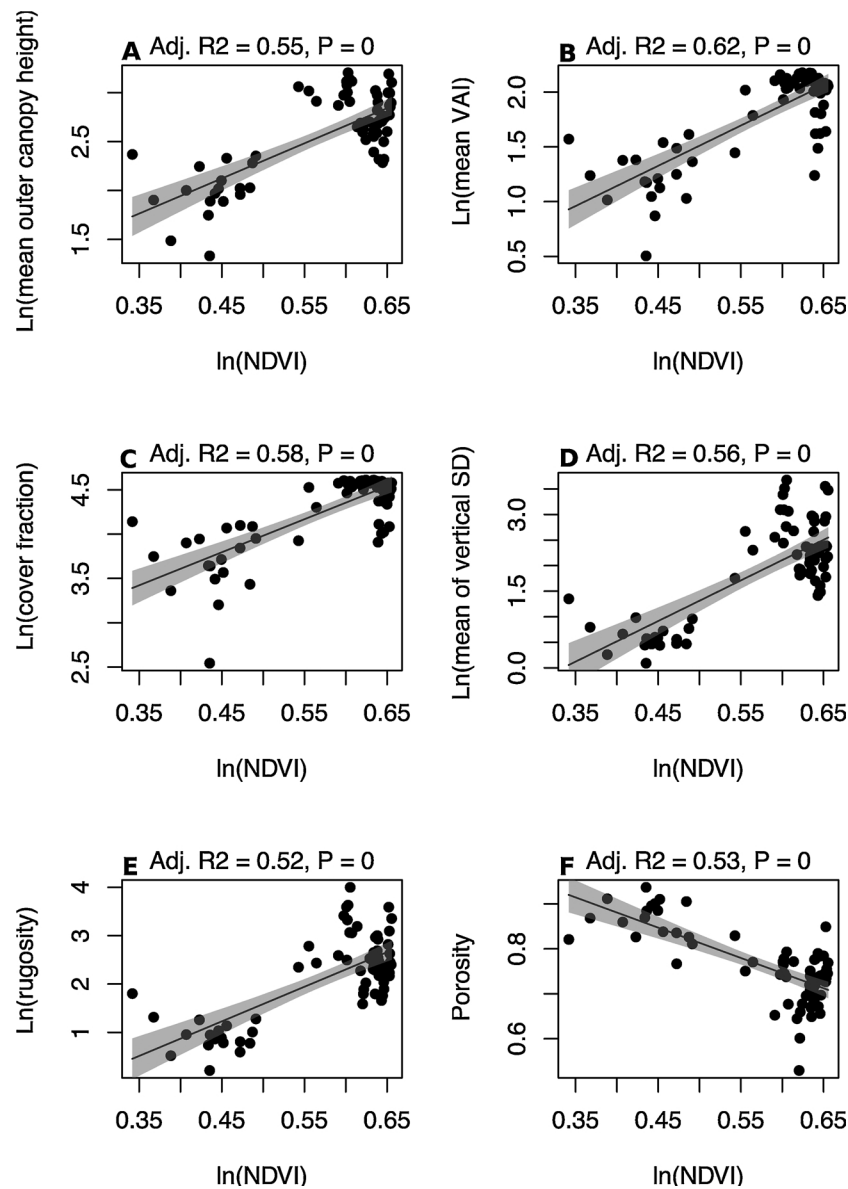 A Adj. R2 = 0.55, P = 0
Ln(mean outer canopy height)
2.5
1.5
0.35 0.45 0.55 0.65
ln(NDVI)
B Adj. R2 = 0.62, P = 0
Ln(mean VAI)
2.0
1.5
1.0
0.5
0.35 0.45 0.55 0.65
ln(NDVI)
C Adj. R2 = 0.58, P = 0
Ln(cover fraction)
4.5
3.5
2.5
0.35 0.45 0.55 0.65
ln(NDVI)
D Adj. R2 = 0.56, P = 0
Ln(mean of vertical SD)
3.0
1.5
0.0
0.35 0.45 0.55 0.65
ln(NDVI)
E Adj. R2 = 0.52, P = 0
Ln(rugosity)
4
3
2
1
0.35 0.45 0.55 0.65
ln(NDVI)
F Adj. R2 = 0.53, P = 0
Porosity
0.8
0.6
0.35 0.45 0.55 0.65
ln(NDVI)